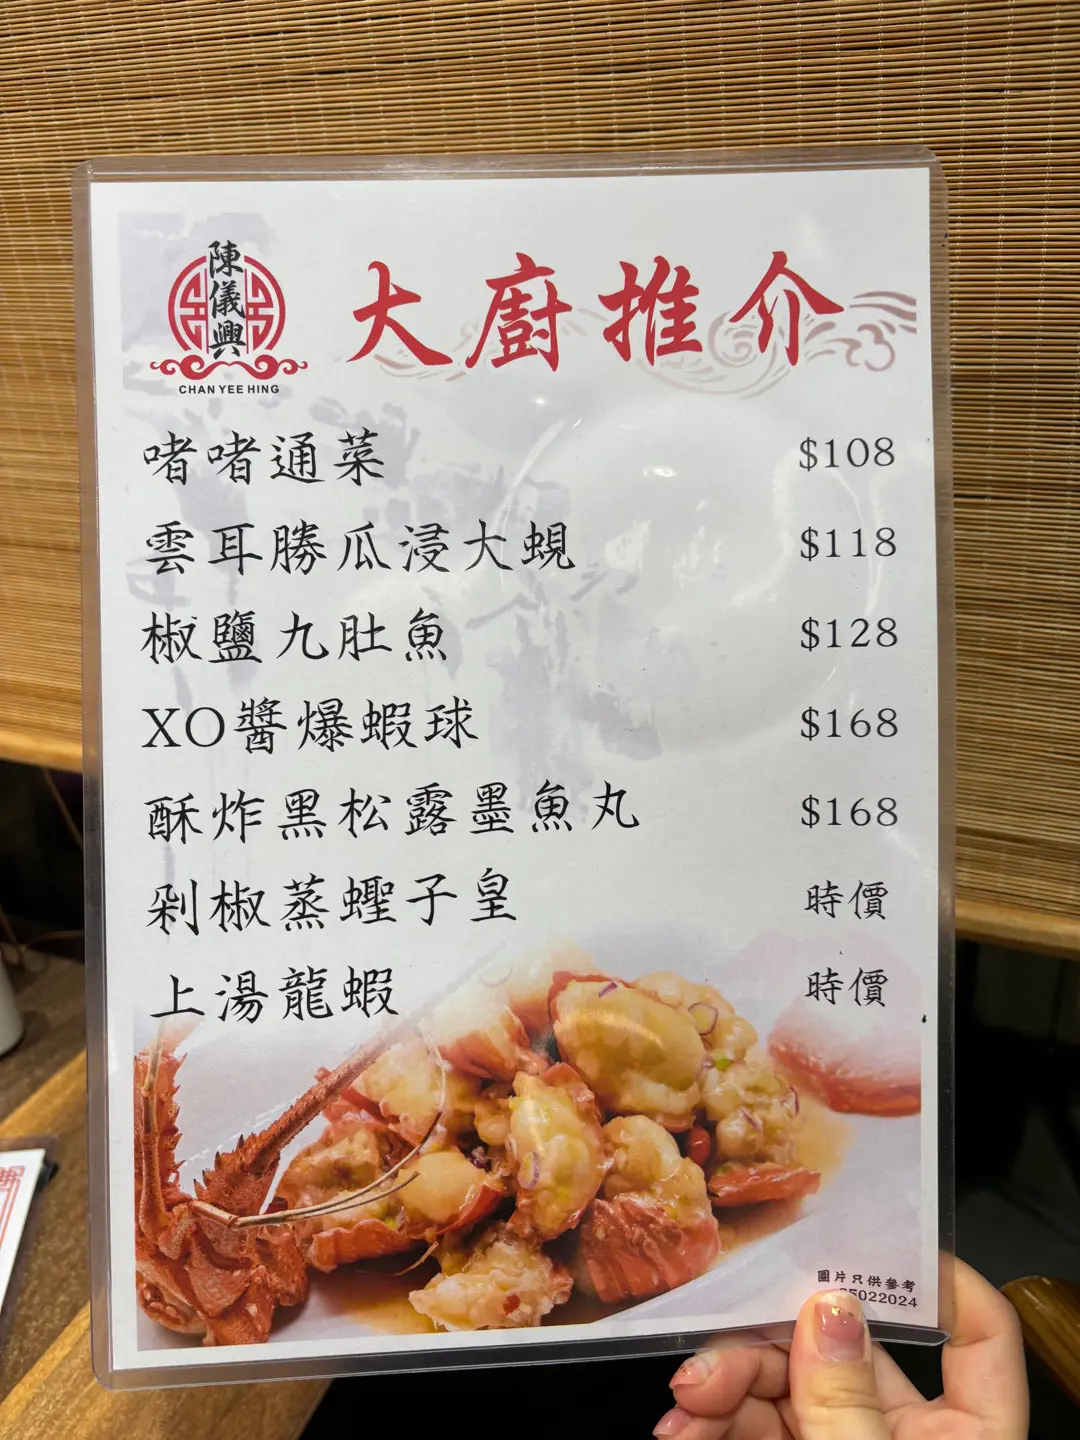 陳儀興
CHAN YEE HING
大廚推介
啫啫通菜 $108
雲耳勝瓜浸大蜆 $118
椒鹽九肚魚 $128
XO醬爆蝦球 $168
酥炸黑松露墨魚丸 $168
剁椒蒸蟶子皇 時價
上湯龍蝦 時價
圖片只供參考
5022024